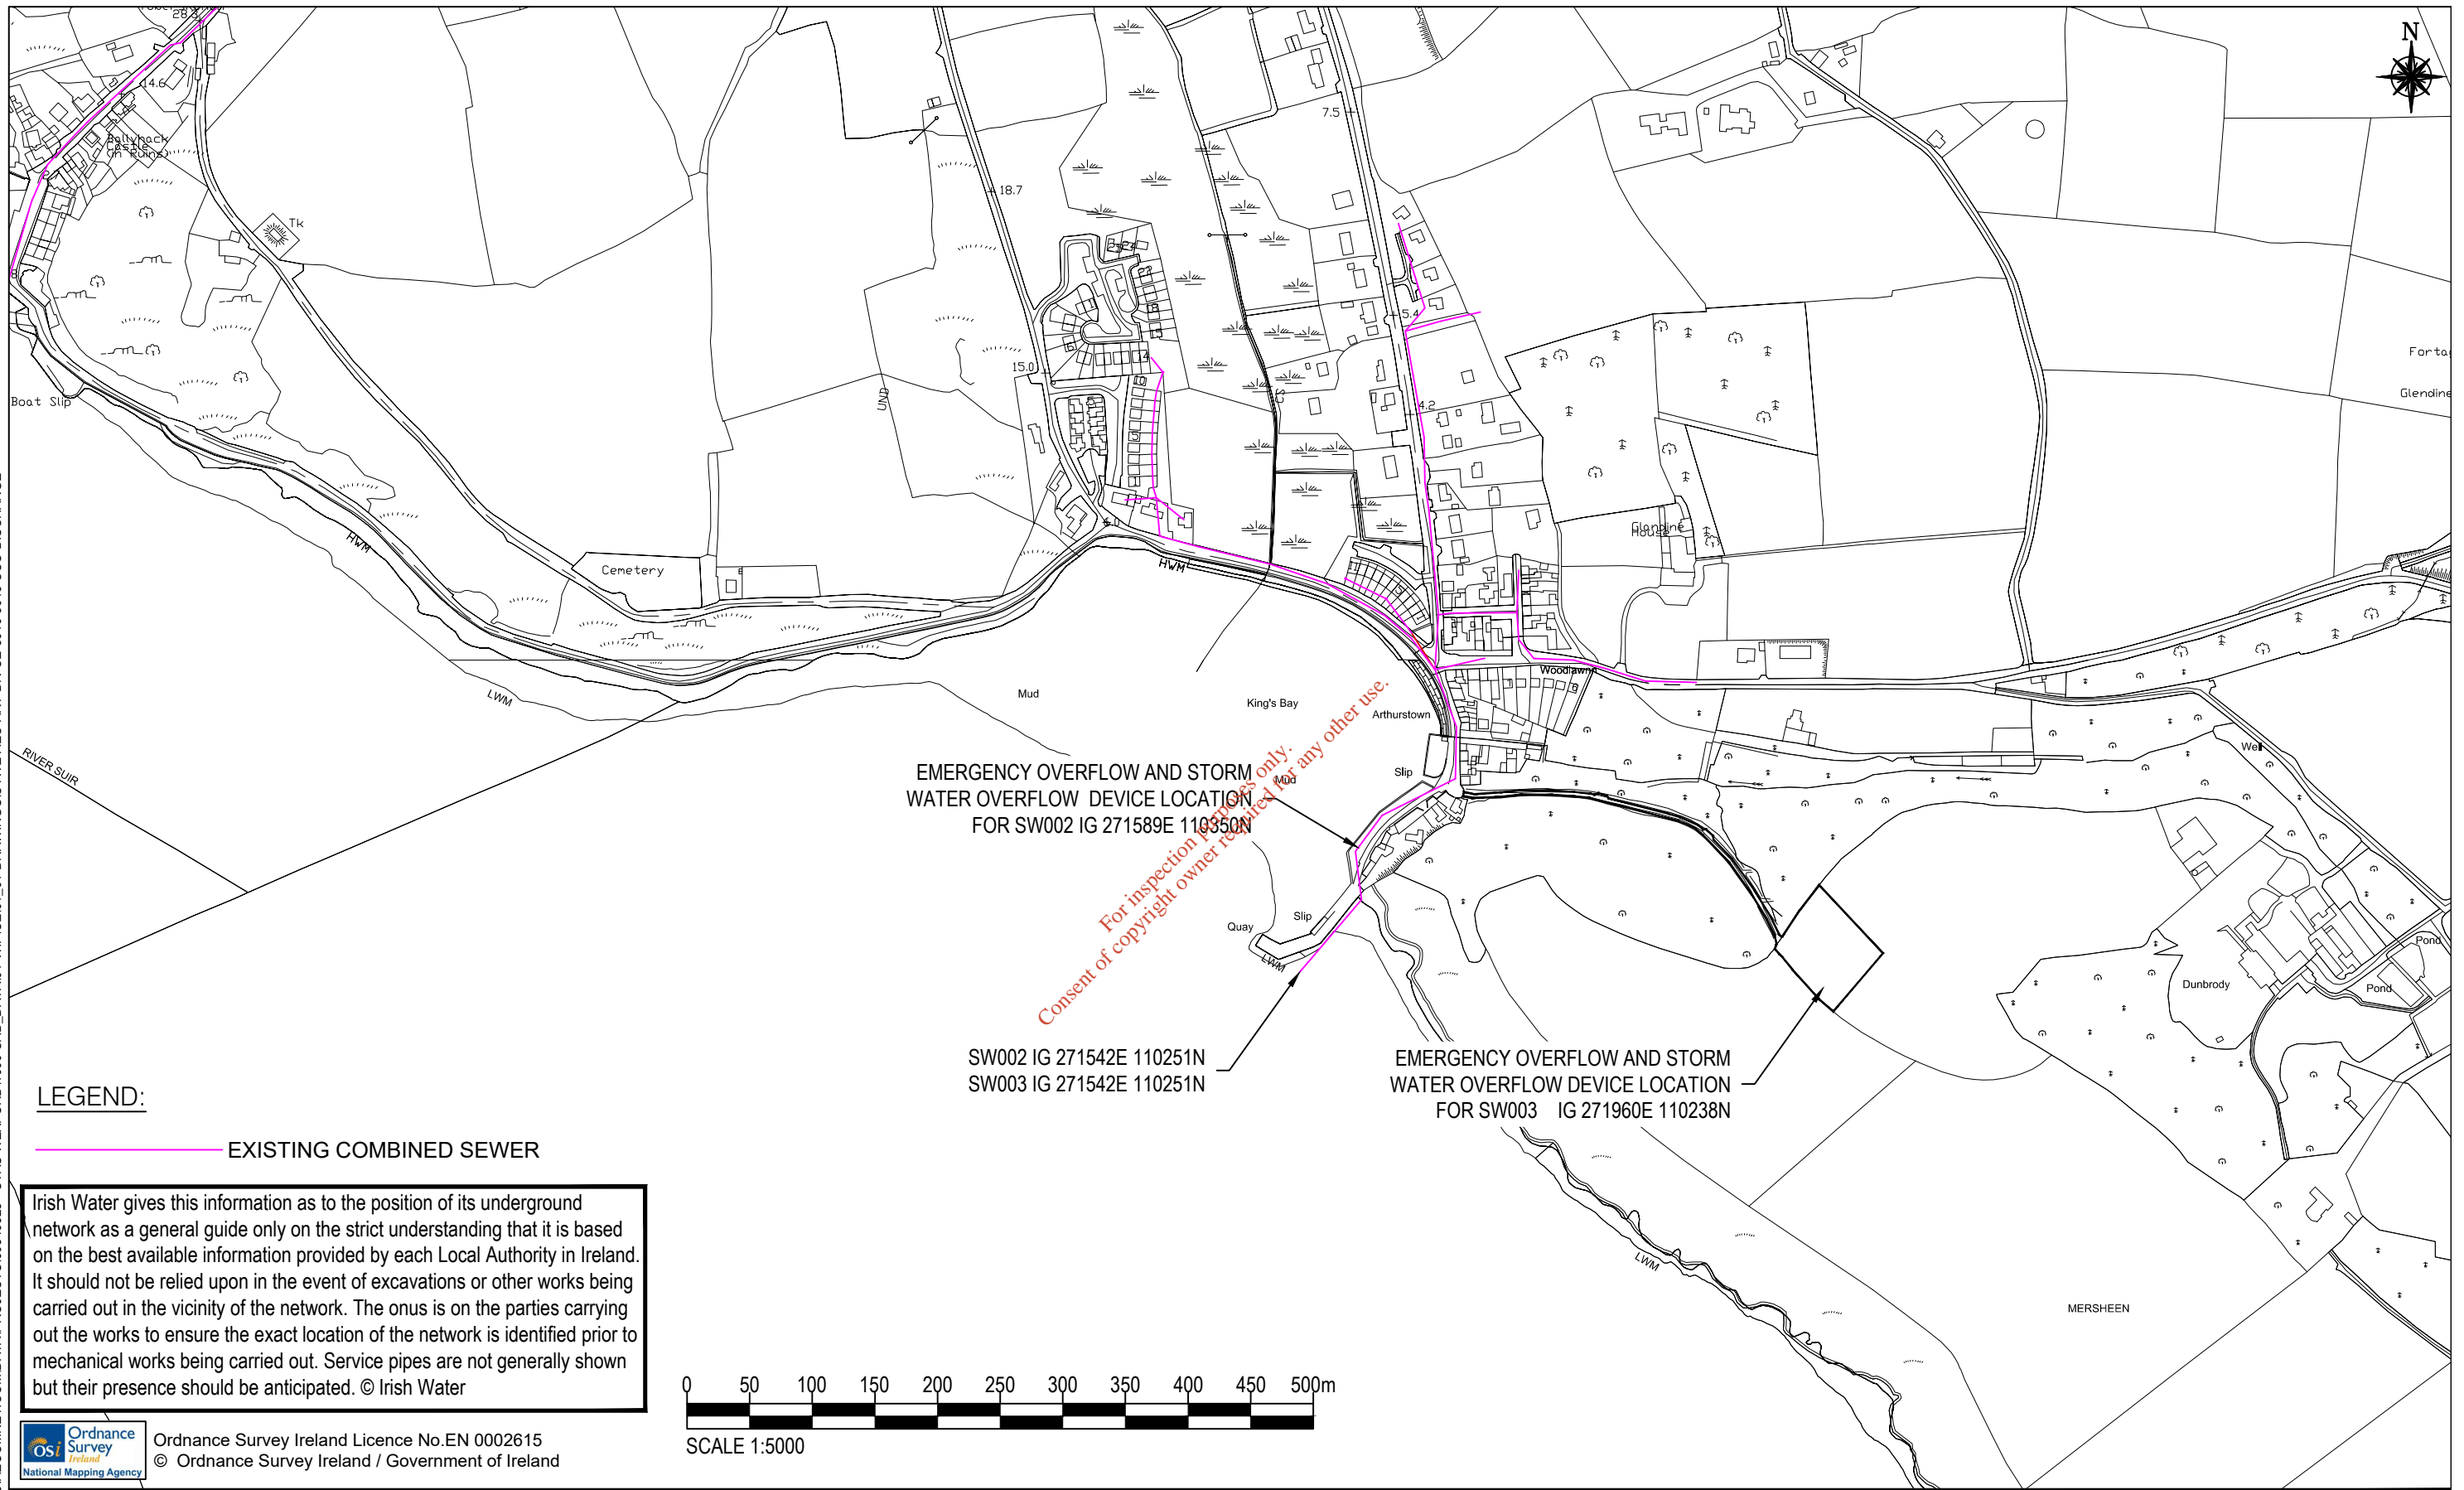 N
28.3
14.6
Ballyhack
Castle
(In Ruins)
Tk
Boat Slip
18.7
7.5
5.4
15.0
4.2
UND
HWM
Cemetery
HWM
LWM
RIVER SUIR
Mud
King's Bay
Arthurstown
Woodlawn
Glandine
House
Fortay
Glendine
Well
EMERGENCY OVERFLOW AND STORM
WATER OVERFLOW DEVICE LOCATION
FOR SW002 IG 271589E 110350N
Mud
Slip
Slip
Quay
LWM
For inspection purposes only.
Consent of copyright owner required for any other use.
Pond
Pond
Dunbrody
SW002 IG 271542E 110251N
SW003 IG 271542E 110251N
EMERGENCY OVERFLOW AND STORM
WATER OVERFLOW DEVICE LOCATION
FOR SW003 IG 271960E 110238N
LWM
MERSHEEN
LEGEND:
EXISTING COMBINED SEWER
Irish Water gives this information as to the position of its underground
network as a general guide only on the strict understanding that it is based
on the best available information provided by each Local Authority in Ireland.
It should not be relied upon in the event of excavations or other works being
carried out in the vicinity of the network. The onus is on the parties carrying
out the works to ensure the exact location of the network is identified prior to
mechanical works being carried out. Service pipes are not generally shown
but their presence should be anticipated. © Irish Water
0 50 100 150 200 250 300 350 400 450 500m
SCALE 1:5000
osi Ordnance
Survey
Ireland
National Mapping Agency
Ordnance Survey Ireland Licence No.EN 0002615
© Ordnance Survey Ireland / Government of Ireland